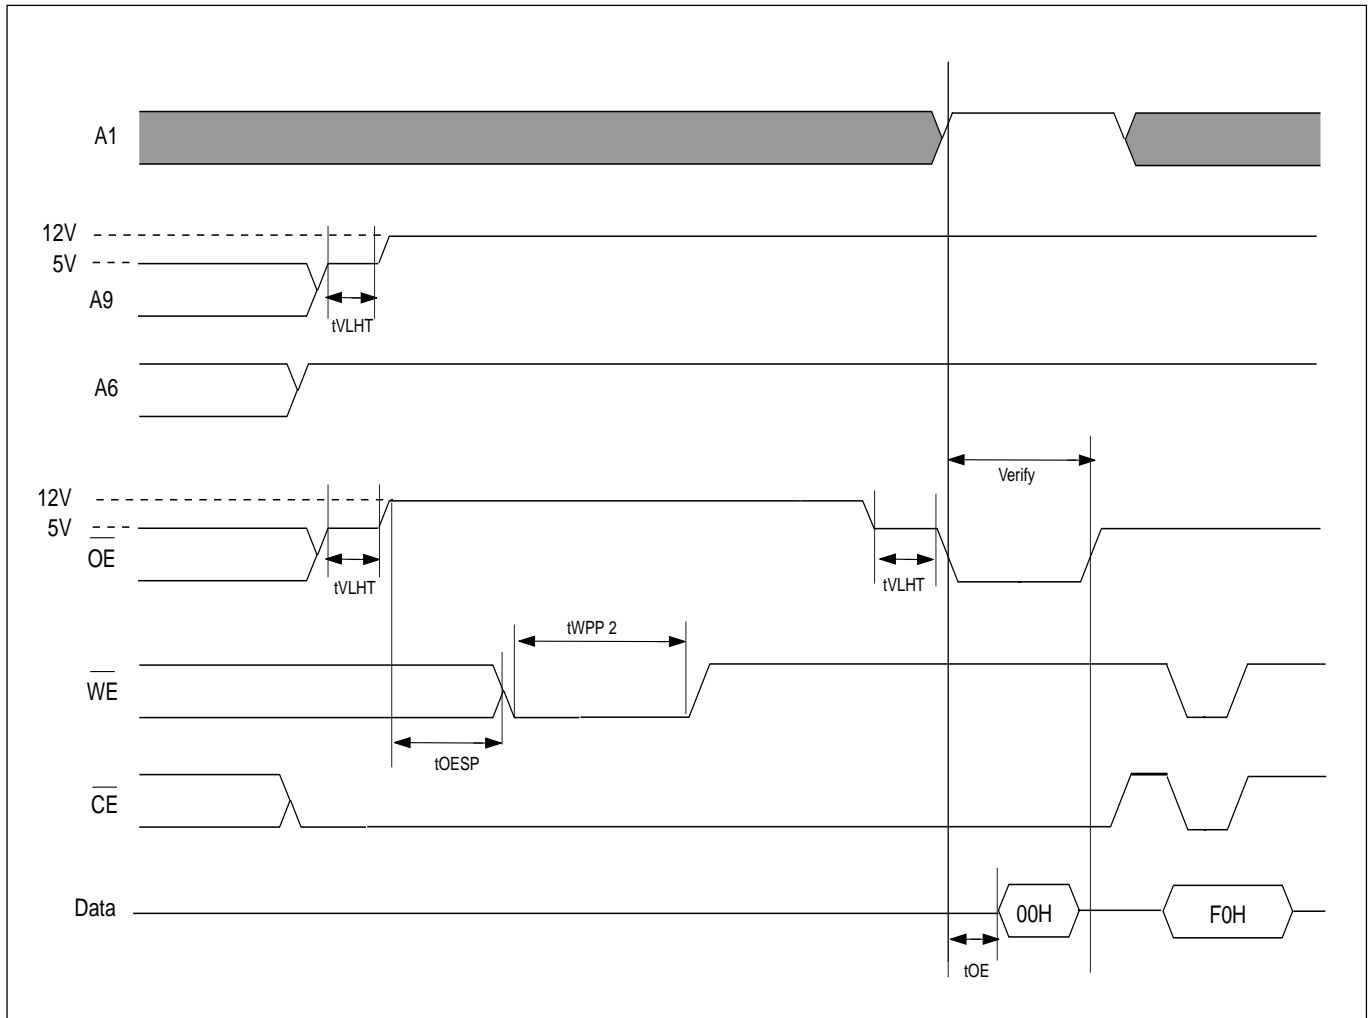 A1
12V
5V
A9
tVLHT
A6
Verify
12V
5V
OE
tVLHT
tVLHT
tWPP 2
WE
tOESP
CE
Data
00H
F0H
tOE